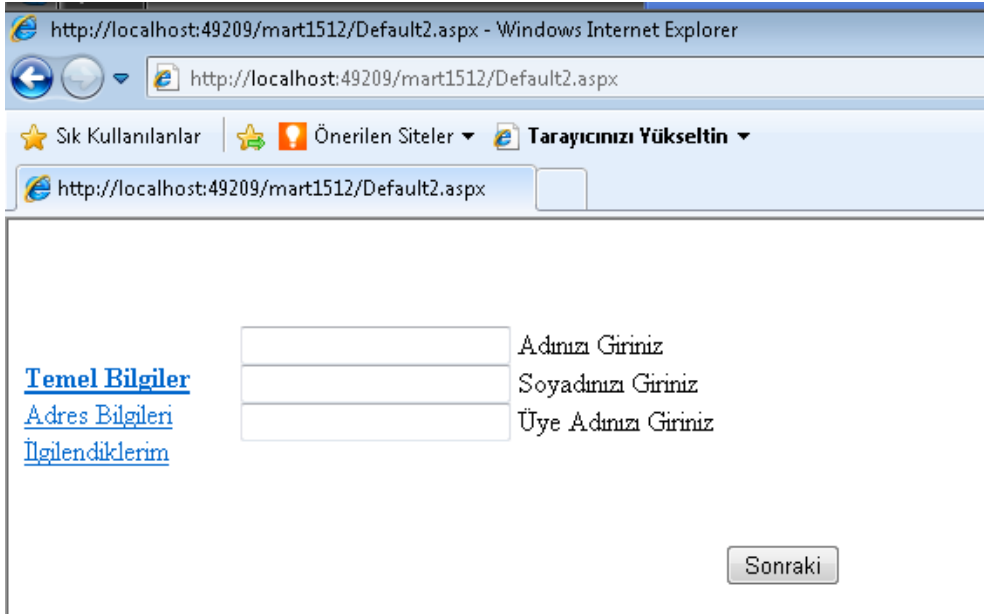 http://localhost:49209/mart1512/Default2.aspx - Windows Internet Explorer
http://localhost:49209/mart1512/Default2.aspx
Sık Kullanılanlar Önerilen Siteler Tarayıcınızı Yükseltin
http://localhost:49209/mart1512/Default2.aspx
Adınızı Giriniz
Temel Bilgiler Soyadınızı Giriniz
Adres Bilgileri Üye Adınızı Giriniz
İlgilendiklerim
Sonraki